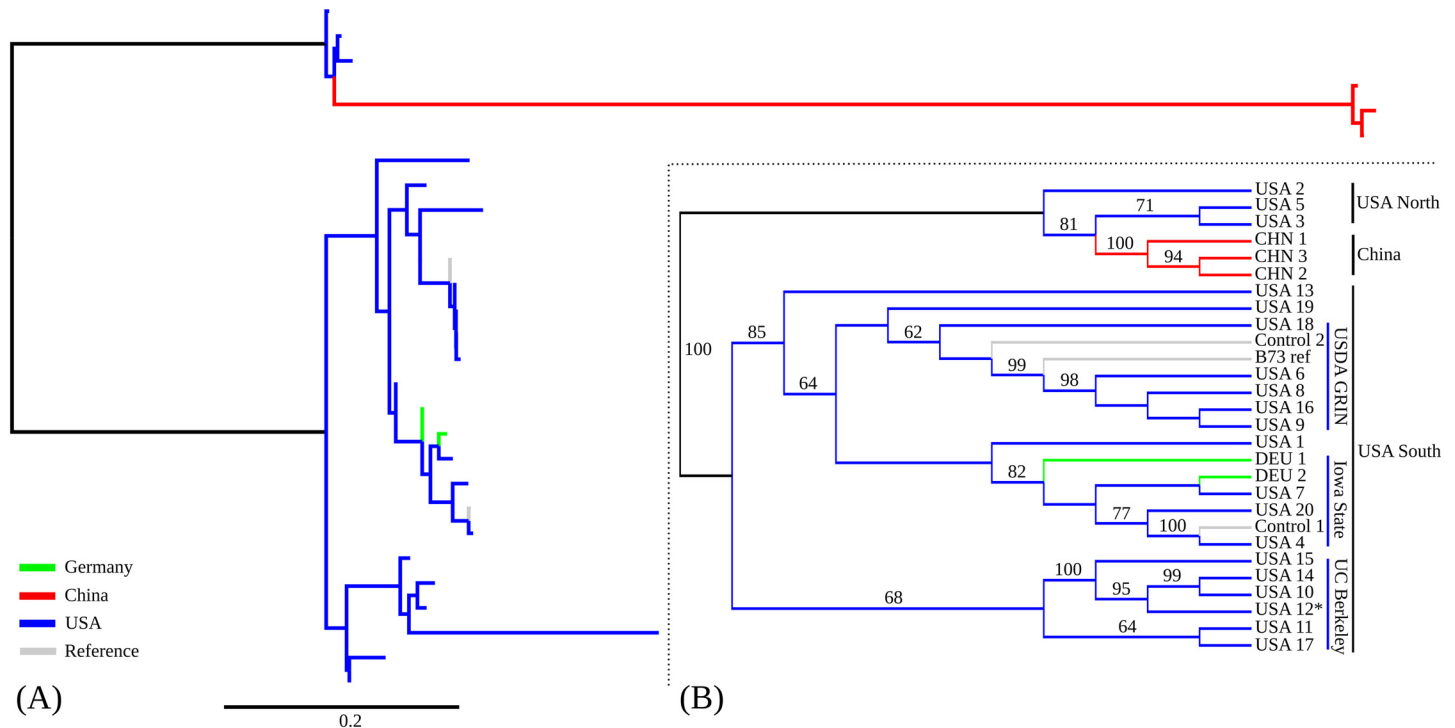 Germany
China
USA
Reference
(A)
0.2
USA 2
71
USA 5
USA 3
81
USA North
CHN 1
100
CHN 3
94
CHN 2
China
USA 13
USA 19
85
USA 18
62
Control 2
100
B73 ref
99
USA 6
98
USA 8
64
USA 16
USA 9
USDA GRIN
USA 1
USA South
DEU 1
82
DEU 2
USA 7
USA 20
77
Control 1
100
USA 4
Iowa State
USA 15
100
USA 14
99
USA 10
95
USA 12*
68
USA 11
64
USA 17
UC Berkeley
(B)